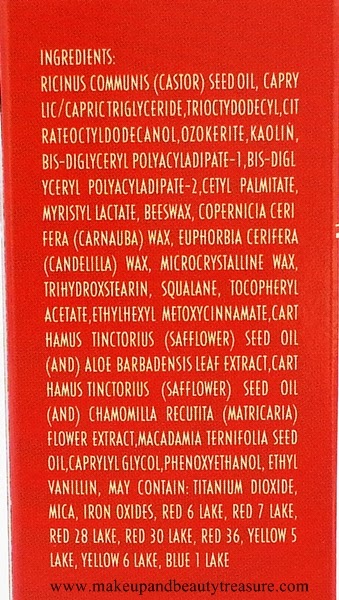 INGREDIENTS:
RICINUS COMMUNIS (CASTOR) SEED OIL, CAPRY
LIC/CAPRICTRIGLYCERIDE,TRIOCTYDODECYL,CIT
RATEOCTYLDODECANOL,OZOKERITE,KAOLIN,
BIS-DIGLYCERYL POLYACYLADIPATE-1,BIS-DIGL
YCERYL POLYACYLADIPATE-2,CETYL PALMITATE,
MYRISTYL LACTATE, BEESWAX, COPERNICIA CERI
FERA (CARNAUBA) WAX, EUPHORBIA CERIFERA
(CANDELILLA) WAX, MICROCRYSTALLINE WAX,
TRIHYDROXSTEARIN, SQUALANE, TOCOPHERYL
ACETATE,ETHYLHEXYL METOXYCINNAMATE,CART
HAMUS TINCTORIUS (SAFFLOWER) SEED OIL
(AND) ALOE BARBADENSIS LEAF EXTRACT,CART
HAMUS TINCTORIUS (SAFFLOWER) SEED OIL
(AND) CHAMOMILLA RECUTITA (MATRICARIA)
FLOWER EXTRACT,MACADAMIA TERNIFOLIA SEED
OIL,CAPRYLYL GLYCOL,PHENOXYETHANOL, ETHYL
VANILLIN, MAY CONTAIN: TITANIUM DIOXIDE,
MICA, IRON OXIDES, RED 6 LAKE, RED 7 LAKE,
RED 28 LAKE, RED 30 LAKE, RED 36, YELLOW 5
LAKE, YELLOW 6 LAKE, BLUE 1 LAKE
www.makeupandbeautytreasure.com